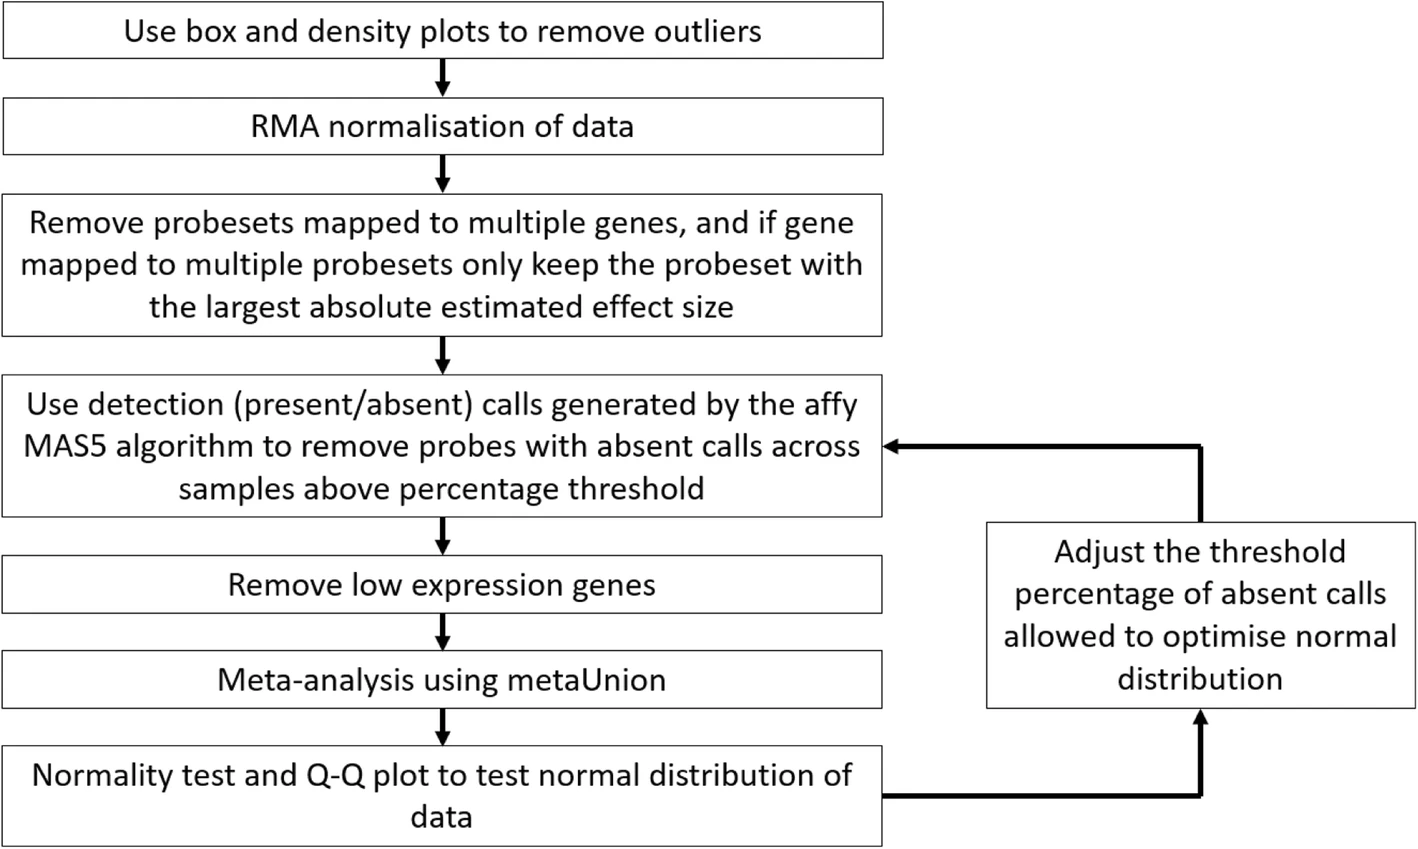 Use box and density plots to remove outliers
RMA normalisation of data
Remove probesets mapped to multiple genes, and if gene
mapped to multiple probesets only keep the probeset with
the largest absolute estimated effect size
Use detection (present/absent) calls generated by the affy
MAS5 algorithm to remove probes with absent calls across
samples above percentage threshold
Remove low expression genes
Meta-analysis using metaUnion
Normality test and Q-Q plot to test normal distribution of
data
Adjust the threshold
percentage of absent calls
allowed to optimise normal
distribution